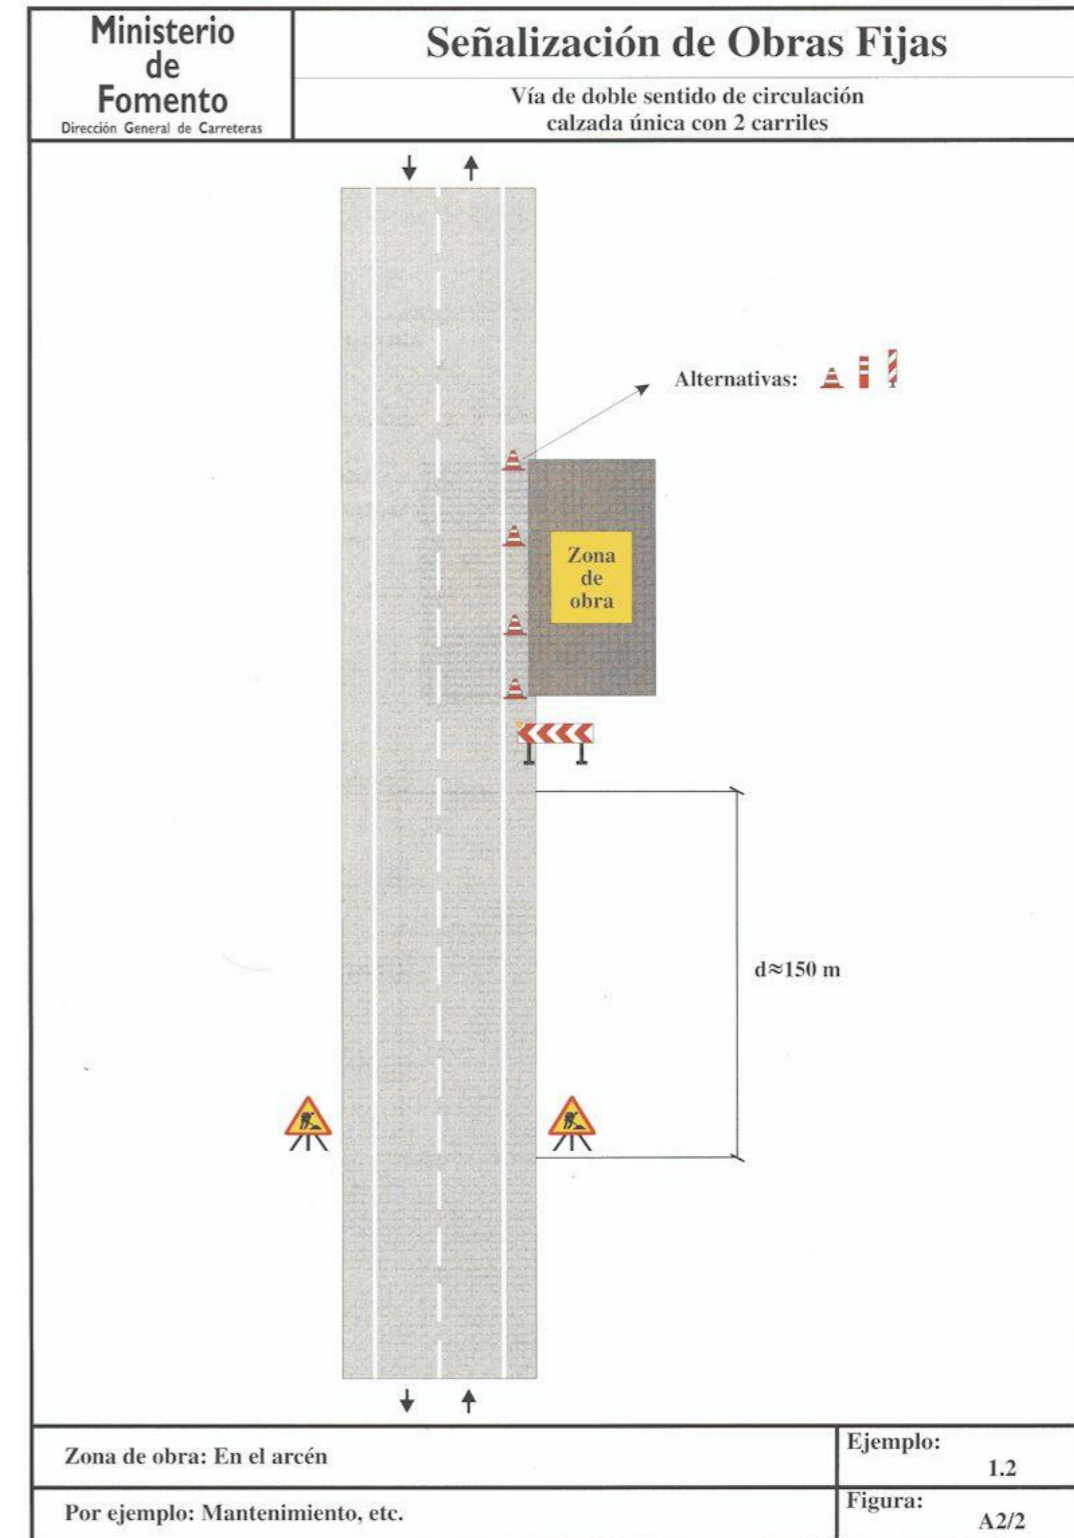 Ministerio
de
Fomento
Dirección General de Carreteras
Señalización de Obras Fijas
Vía de doble sentido de circulación
calzada única con 2 carriles
Alternativas:
Zona
de
obra
d≈150 m
Zona de obra: En el arcén
Ejemplo:
1.2
Por ejemplo: Mantenimiento, etc.
Figura:
A2/2